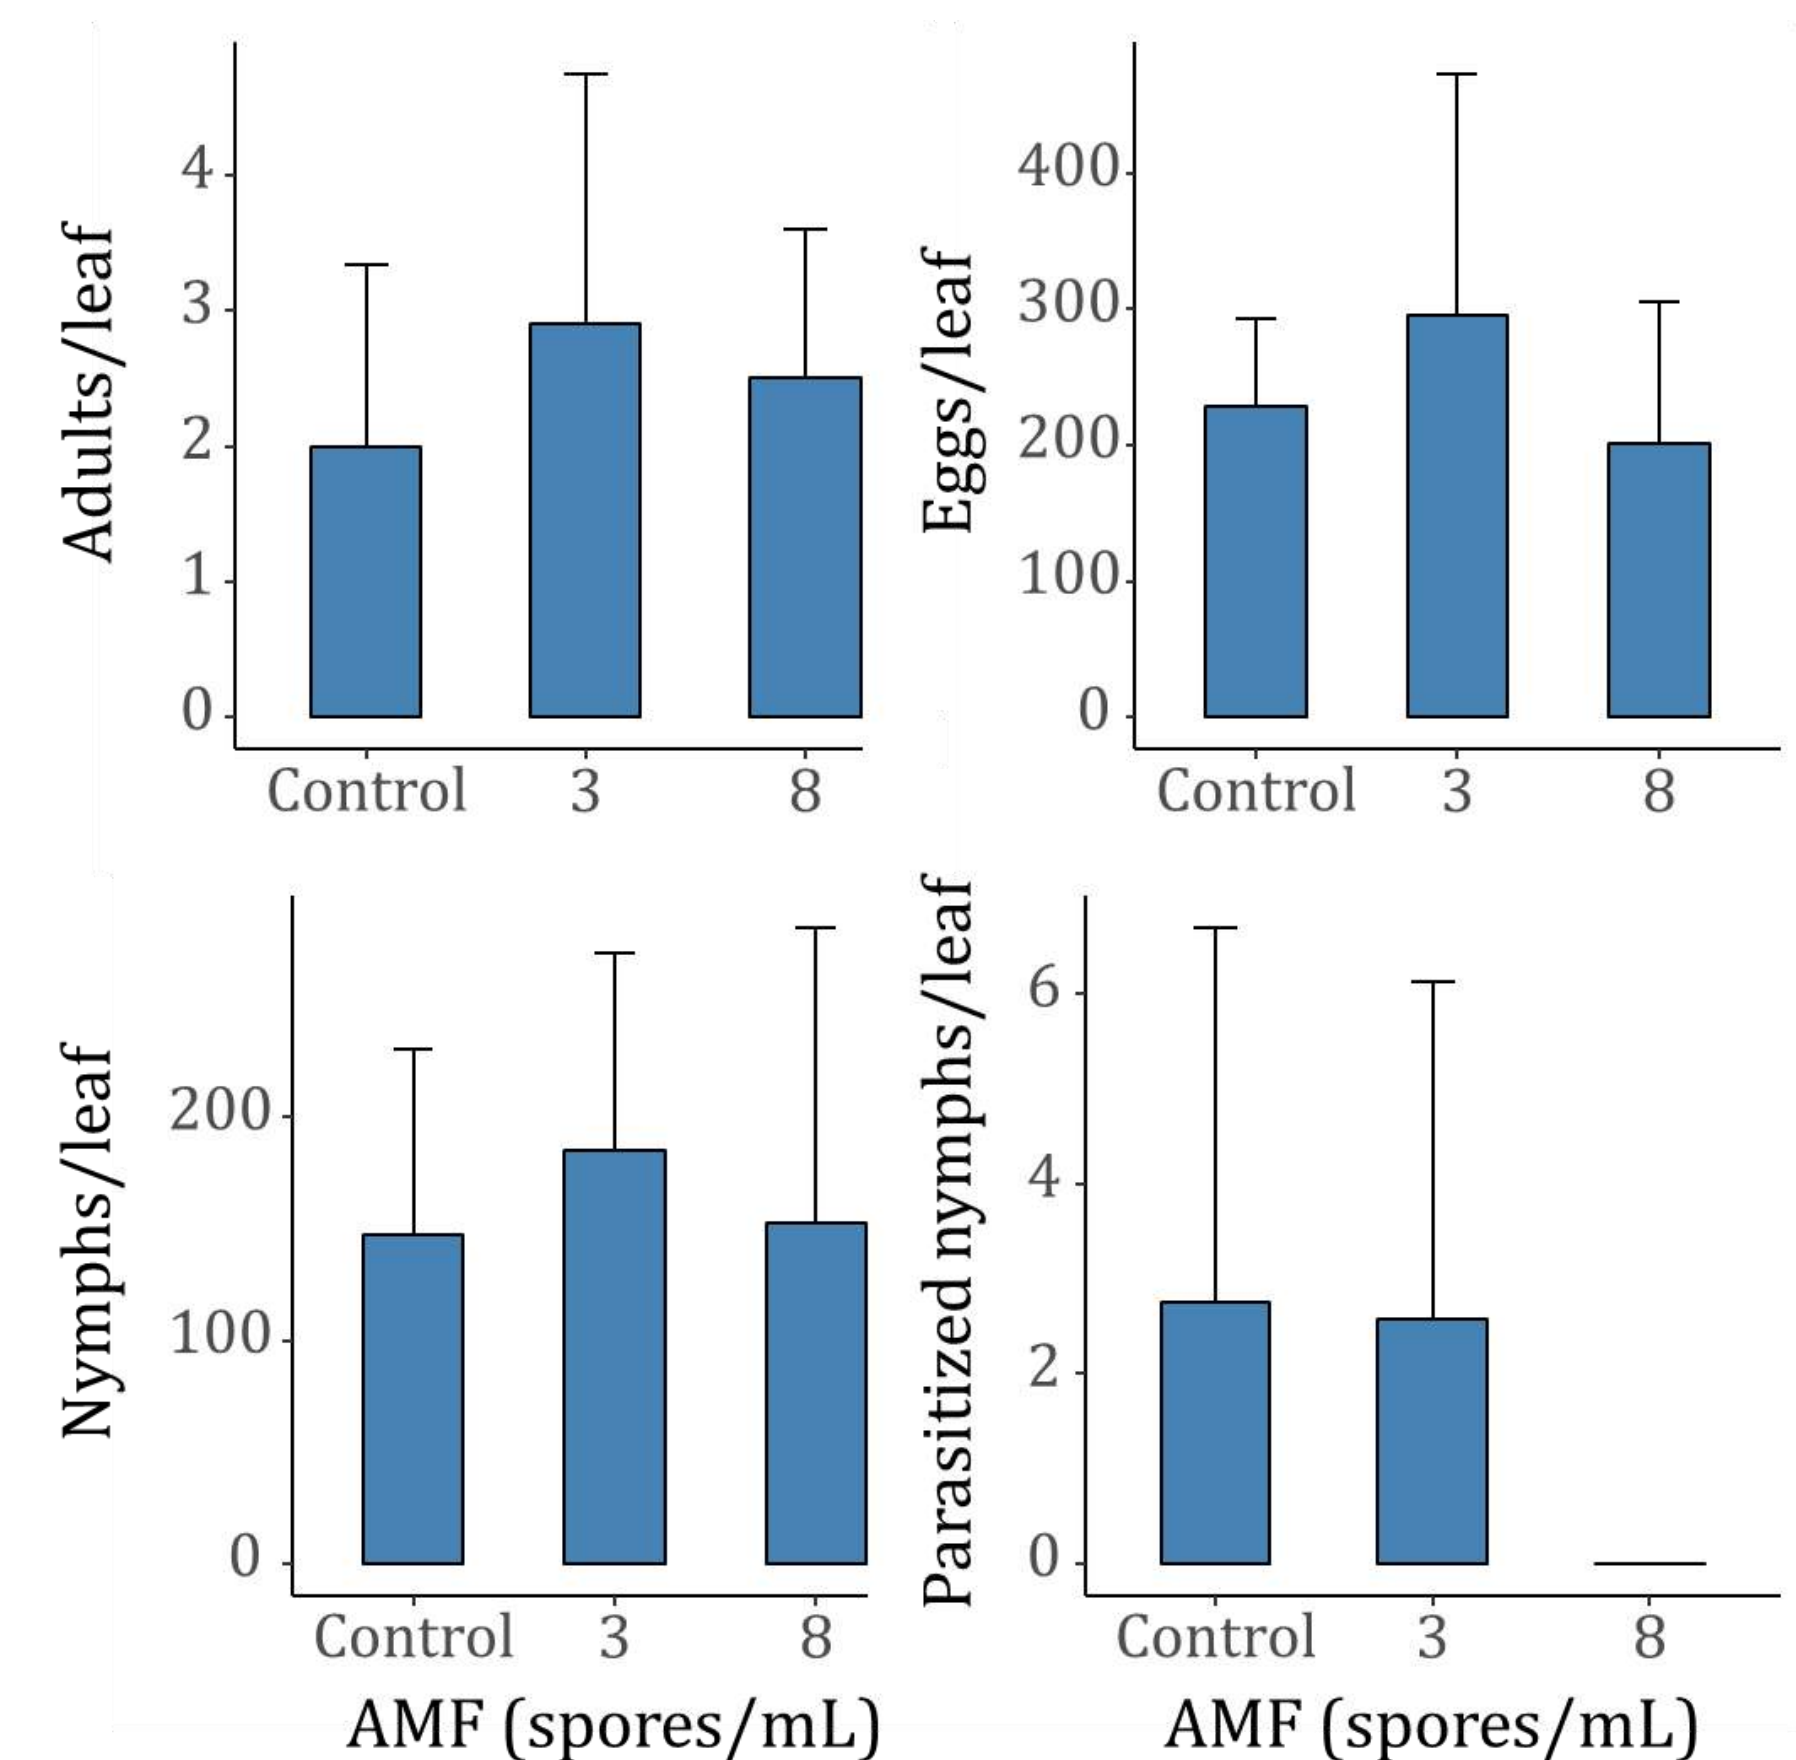 Adults/leaf
4
3
2
1
0
Control 3 8
Eggs/leaf
400
300
200
100
0
Control 3 8
Nymphs/leaf
200
100
0
Control 3 8
AMF (spores/mL)
Parasitized nymphs/leaf
6
4
2
0
Control 3 8
AMF (spores/mL)